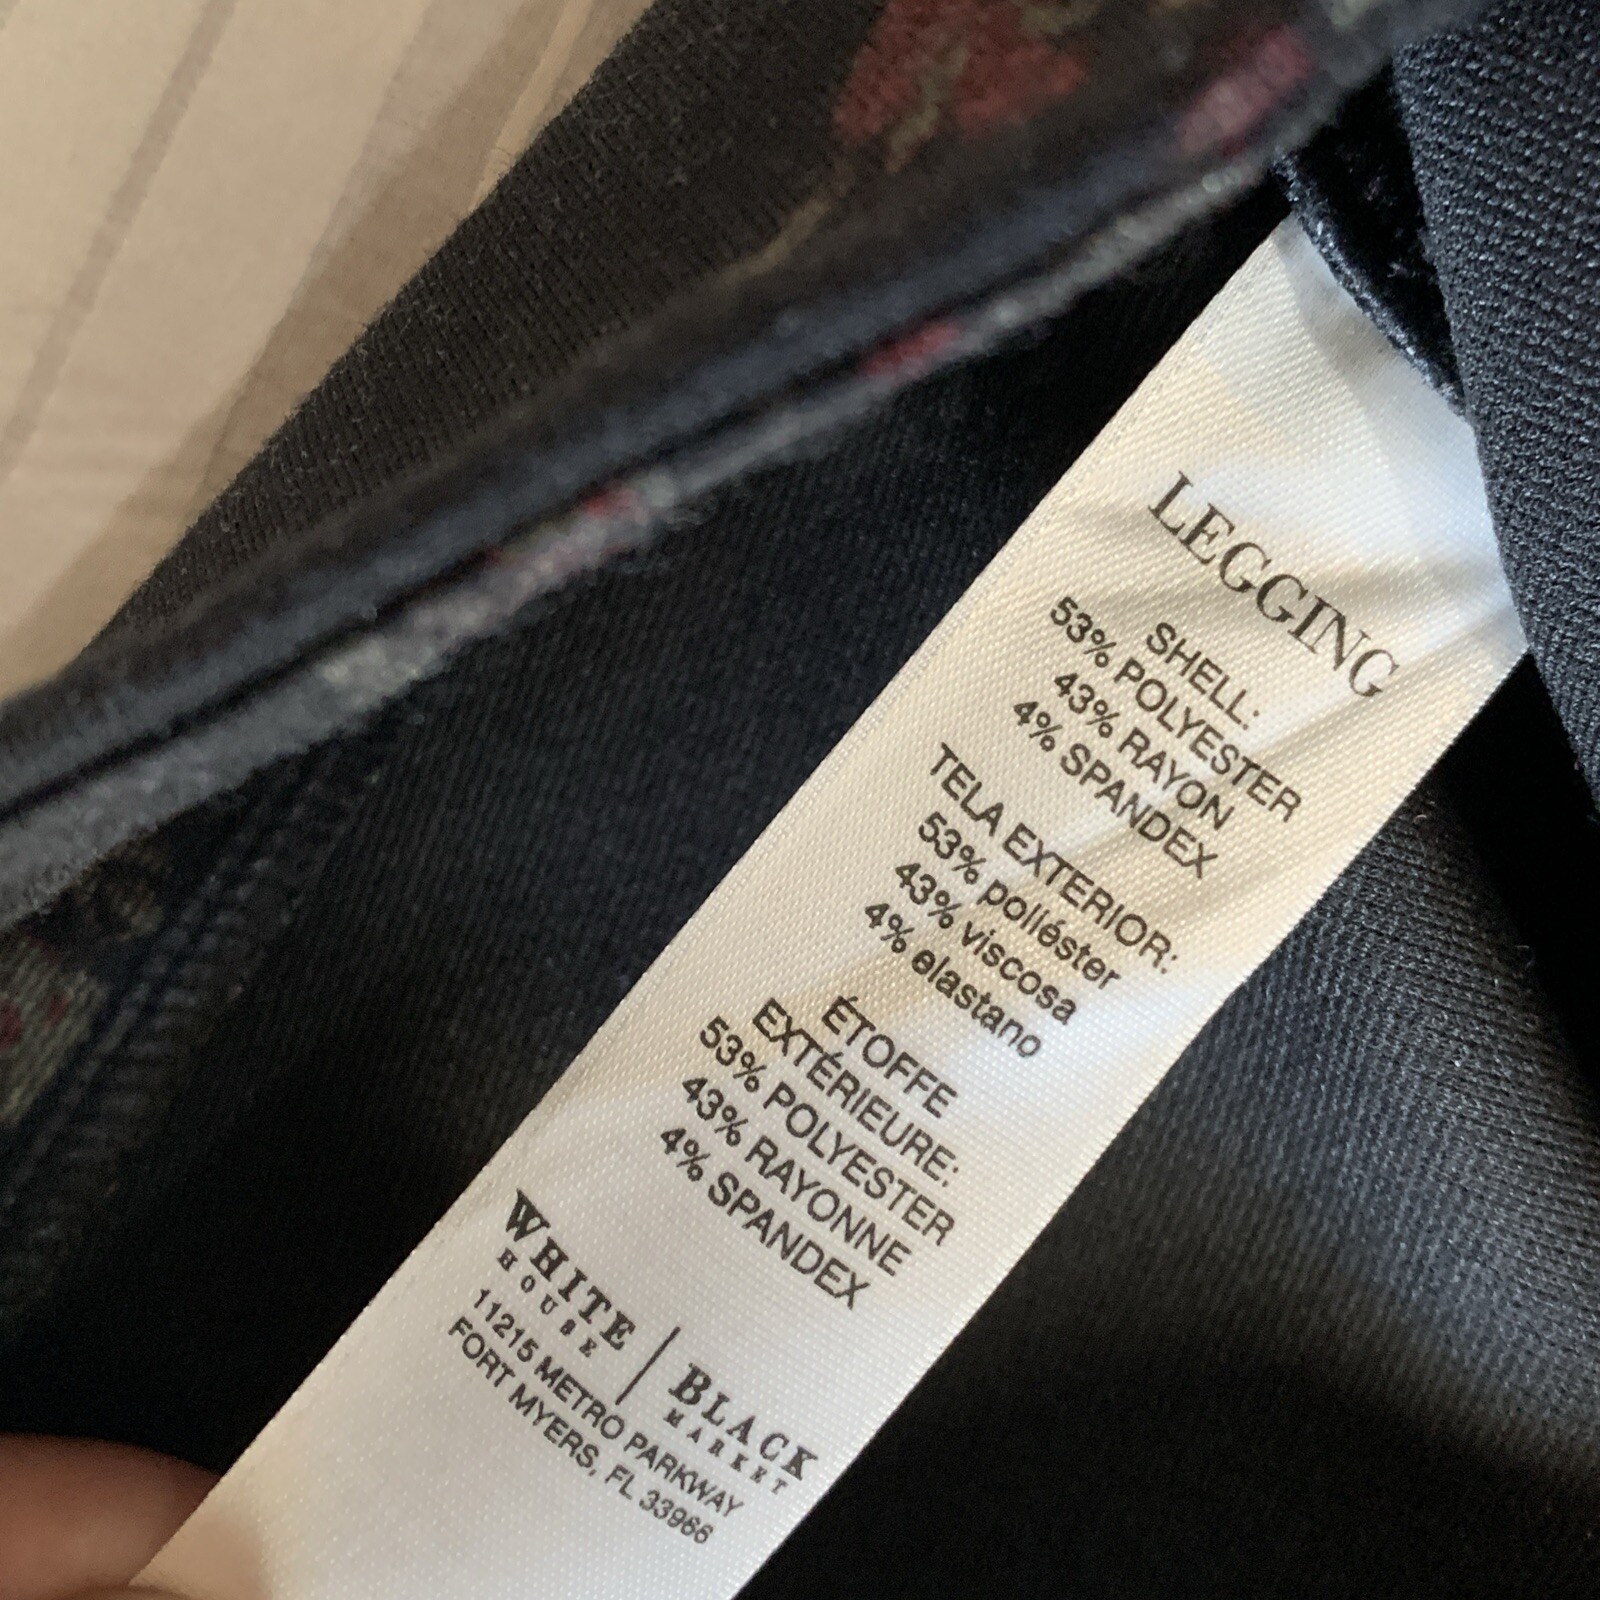 LEGGING
SHELL:
53% POLYESTER
43% RAYON
4% SPANDEX
TELA EXTERIOR:
53% poliéster
43% viscosa
4% elastano
ÉTOFFE
EXTÉRIEURE:
53% POLYESTER
43% RAYONNE
4% SPANDEX
WHITE | BLACK
HOUSE MARKET
11215 METRO PARKWAY
FORT MYERS, FL 33966